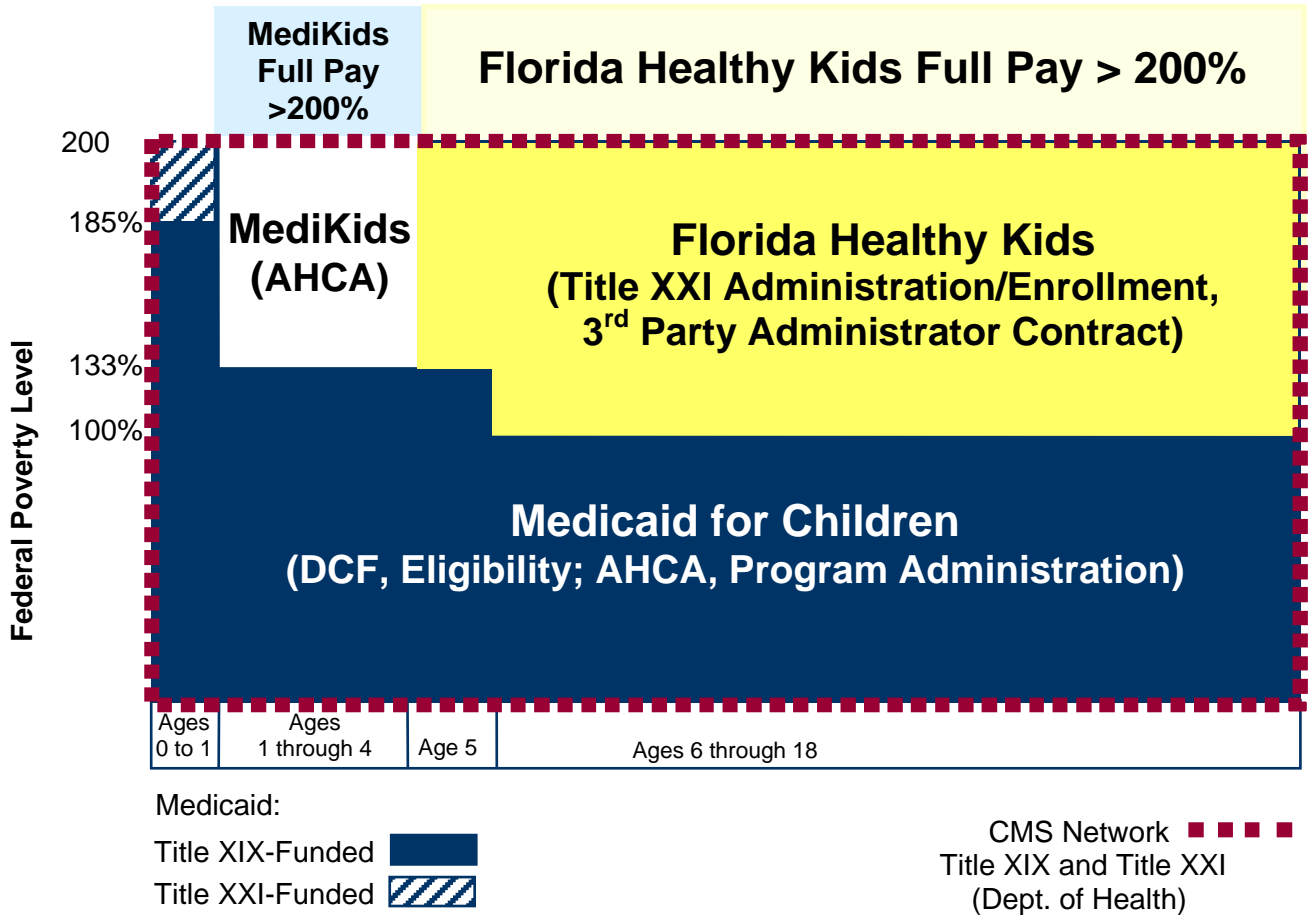 MediKids
Full Pay
>200%
Florida Healthy Kids Full Pay > 200%
200
185%
133%
100%
Federal Poverty Level
MediKids
(AHCA)
Florida Healthy Kids
(Title XXI Administration/Enrollment,
3rd Party Administrator Contract)
Medicaid for Children
(DCF, Eligibility; AHCA, Program Administration)
Ages
0 to 1
Ages
1 through 4
Age 5
Ages 6 through 18
Medicaid:
Title XIX-Funded
Title XXI-Funded
CMS Network
Title XIX and Title XXI
(Dept. of Health)